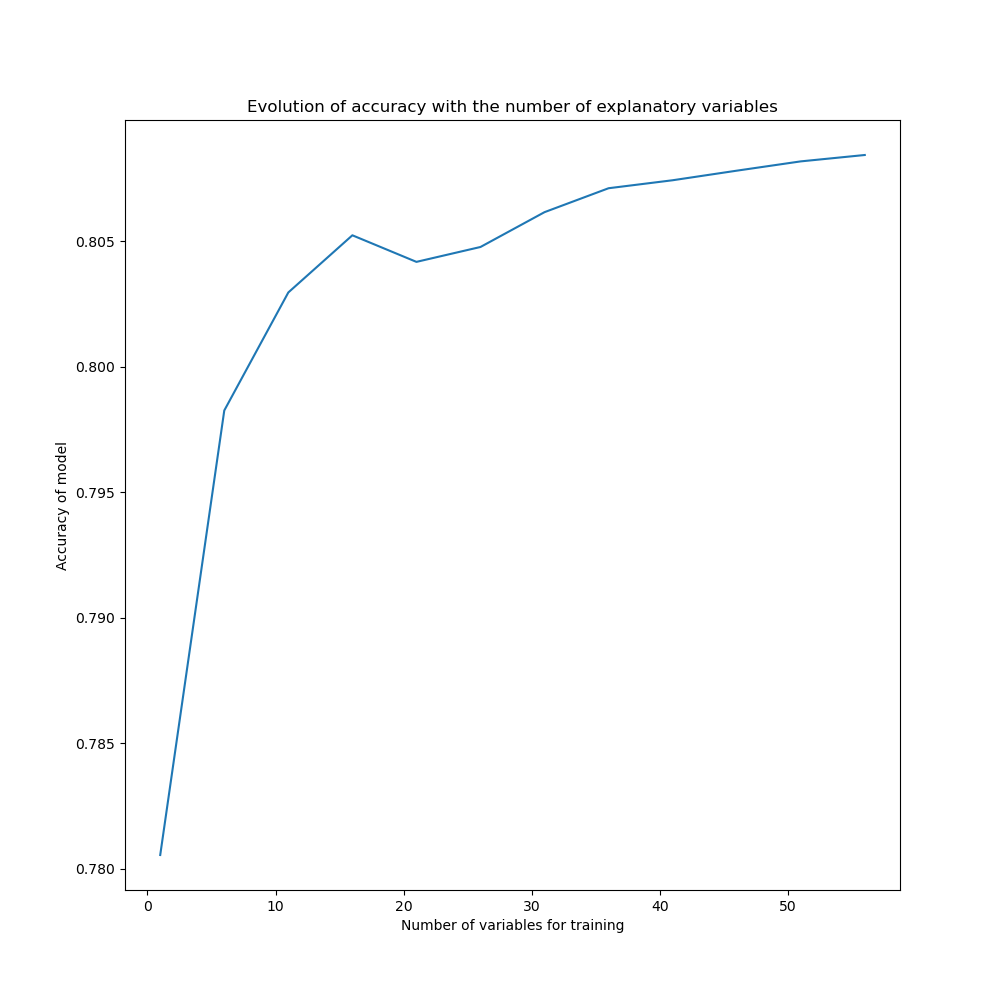 Evolution of accuracy with the number of explanatory variables
0.805
0.800
0.795
0.790
0.785
0.780
Accuracy of model
0 10 20 30 40 50
Number of variables for training